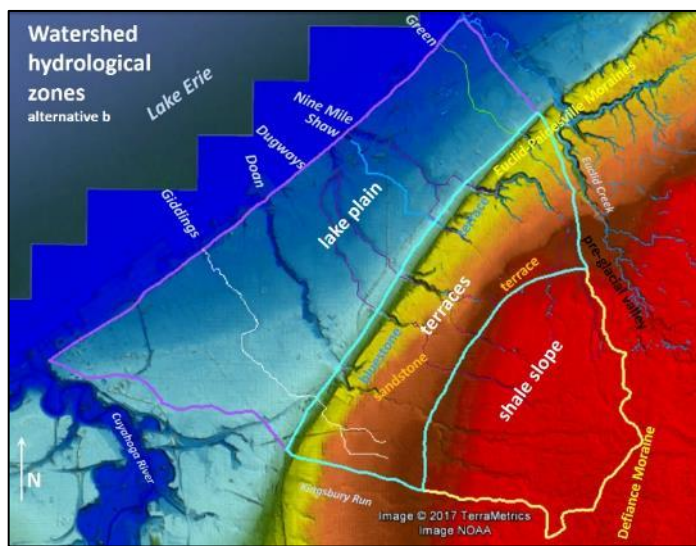 Watershed
hydrological
zones
alternative b
Lake Erie
Green
Nine Mile
Shaw
Dugways
Doan
Giddings
lake plain
Euclid-Painesville Moraines
Euclid Creek
terrace
bluestone
terraces
sandstone
terrace
pre-glacial valley
shale slope
Cuyahoga River
Kingsbury Run
Defiance Moraine
N
Image © 2017 TerraMetrics
Image NOAA